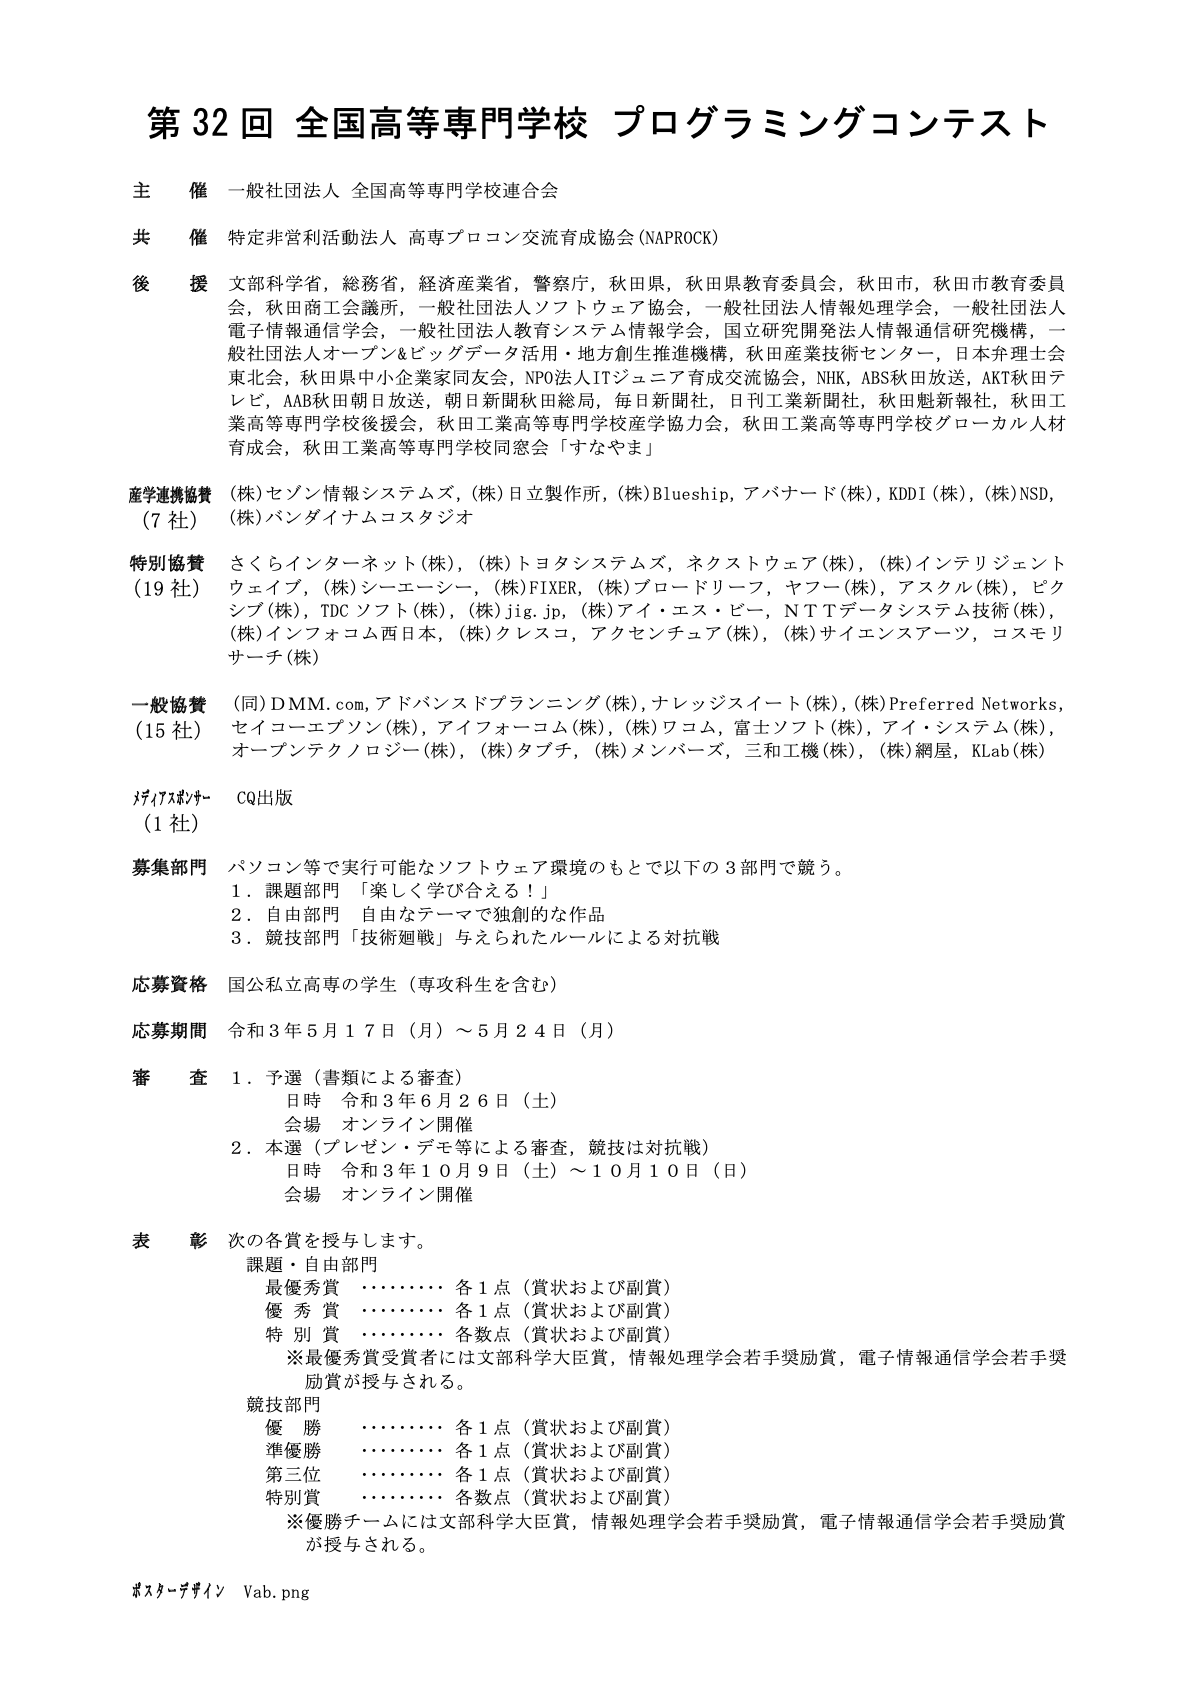 第 32 回 全国高等専門学校 プログラミングコンテスト
主　　催 一般社団法人 全国高等専門学校連合会
共　　催 特定非営利活動法人 高専プロコン交流育成協会(NAPROCK)
後　　援 文部科学省，総務省，経済産業省，警察庁，秋田県，秋田県教育委員会，秋田市，秋田市教育委員
会，秋田商工会議所，一般社団法人ソフトウェア協会，一般社団法人情報処理学会，一般社団法人
電子情報通信学会，一般社団法人教育システム情報学会，国立研究開発法人情報通信研究機構，一
般社団法人オープン&ビッグデータ活用・地方創生推進機構，秋田産業技術センター，日本弁理士会
東北会，秋田県中小企業家同友会，NPO法人ITジュニア育成交流協会，NHK，ABS秋田放送，AKT秋田テ
レビ，AAB秋田朝日放送，朝日新聞秋田総局，毎日新聞社，日刊工業新聞社，秋田魁新報社，秋田工
業高等専門学校後援会，秋田工業高等専門学校産学協力会，秋田工業高等専門学校グローカル人材
育成会，秋田工業高等専門学校同窓会「すなやま」
産学連携協賛 (株)セゾン情報システムズ，(株)日立製作所，(株)Blueship，アバナード(株)，KDDI(株)，(株)NSD，
（7 社） (株)バンダイナムコスタジオ
特別協賛 さくらインターネット(株)，(株)トヨタシステムズ，ネクストウェア(株)，(株)インテリジェント
（19 社） ウェイブ，(株)シーエーシー，(株)FIXER，(株)ブロードリーフ，ヤフー(株)，アスクル(株)，ピク
シブ(株)，TDC ソフト(株)，(株)jig.jp，(株)アイ・エス・ビー，ＮＴＴデータシステム技術(株)，
(株)インフォコム西日本，(株)クレスコ，アクセンチュア(株)，(株)サイエンスアーツ，コスモリ
サーチ(株)
一般協賛 (同)ＤＭＭ.com，アドバンスドプランニング(株)，ナレッジスイート(株)，(株)Preferred Networks，
（15 社） セイコーエプソン(株)，アイフォーコム(株)，(株)ワコム，富士ソフト(株)，アイ・システム(株)，
オープンテクノロジー(株)，(株)タブチ，(株)メンバーズ，三和工機(株)，(株)網屋，KLab(株)
ﾒﾃﾞｨｱｽﾎﾟﾝｻｰ CQ出版
（1 社）
募集部門 パソコン等で実行可能なソフトウェア環境のもとで以下の３部門で競う。
１．課題部門 「楽しく学び合える！」
２．自由部門 自由なテーマで独創的な作品
３．競技部門「技術廻戦」与えられたルールによる対抗戦
応募資格 国公私立高専の学生（専攻科生を含む）
応募期間 令和３年５月１７日（月）～５月２４日（月）
審　　査 １．予選（書類による審査）
日時　令和３年６月２６日（土）
会場　オンライン開催
２．本選（プレゼン・デモ等による審査，競技は対抗戦）
日時　令和３年１０月９日（土）～１０月１０日（日）
会場　オンライン開催
表　　彰 次の各賞を授与します。
課題・自由部門
最優秀賞　・・・・・・・・・ 各１点（賞状および副賞）
優 秀 賞　・・・・・・・・・ 各１点（賞状および副賞）
特 別 賞　・・・・・・・・・ 各数点（賞状および副賞）
※最優秀賞受賞者には文部科学大臣賞，情報処理学会若手奨励賞，電子情報通信学会若手奨
励賞が授与される。
競技部門
優　勝　　・・・・・・・・・ 各１点（賞状および副賞）
準優勝　　・・・・・・・・・ 各１点（賞状および副賞）
第三位　　・・・・・・・・・ 各１点（賞状および副賞）
特別賞　　・・・・・・・・・ 各数点（賞状および副賞）
※優勝チームには文部科学大臣賞，情報処理学会若手奨励賞，電子情報通信学会若手奨励賞
が授与される。
ﾎﾟｽﾀｰﾃﾞｻﾞｲﾝ Vab.png